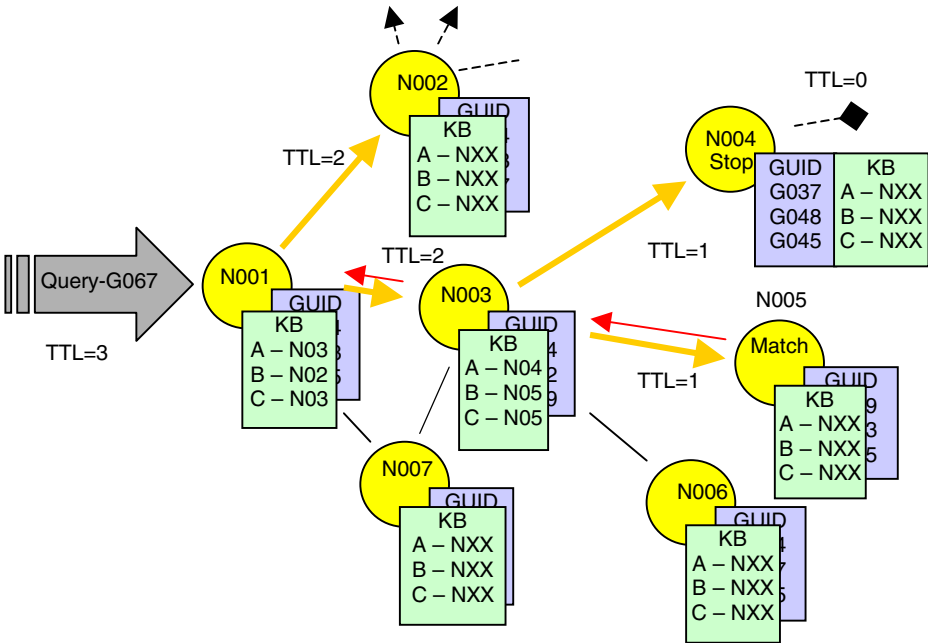 N002
GUID
KB
A – NXX
B – NXX
C – NXX
TTL=2
TTL=0
N004
Stop
GUID
G037
G048
G045
KB
A – NXX
B – NXX
C – NXX
TTL=1
Query-G067
TTL=3
N001
GUID
KB
A – N03
B – N02
C – N03
TTL=2
N003
GUID
KB
A – N04
B – N05
C – N05
N005
Match
TTL=1
GUID
KB
A – NXX
B – NXX
C – NXX
N007
GUID
KB
A – NXX
B – NXX
C – NXX
N006
GUID
KB
A – NXX
B – NXX
C – NXX